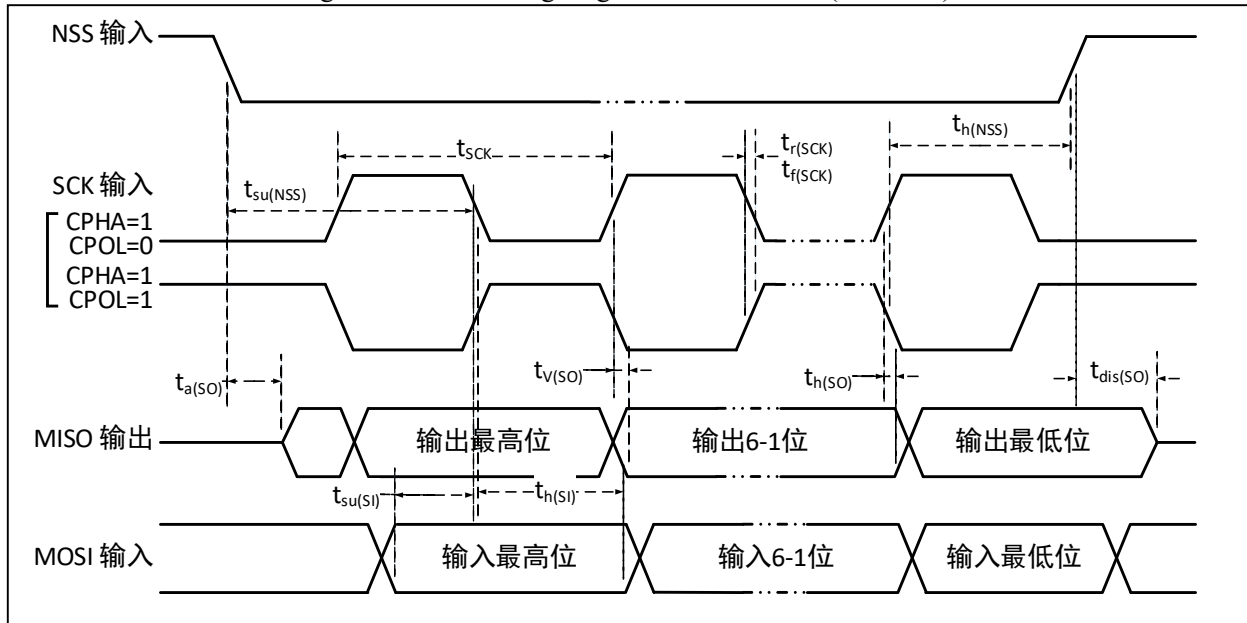 NSS 输入
t_h(NSS)
t_SCK
t_r(SCK)
t_f(SCK)
SCK 输入
t_su(NSS)
CPHA=1
CPOL=0
CPHA=1
CPOL=1
t_a(SO)
t_V(SO)
t_h(SO)
t_dis(SO)
MISO 输出
输出最高位
输出6-1位
输出最低位
t_su(SI)
t_h(SI)
MOSI 输入
输入最高位
输入6-1位
输入最低位